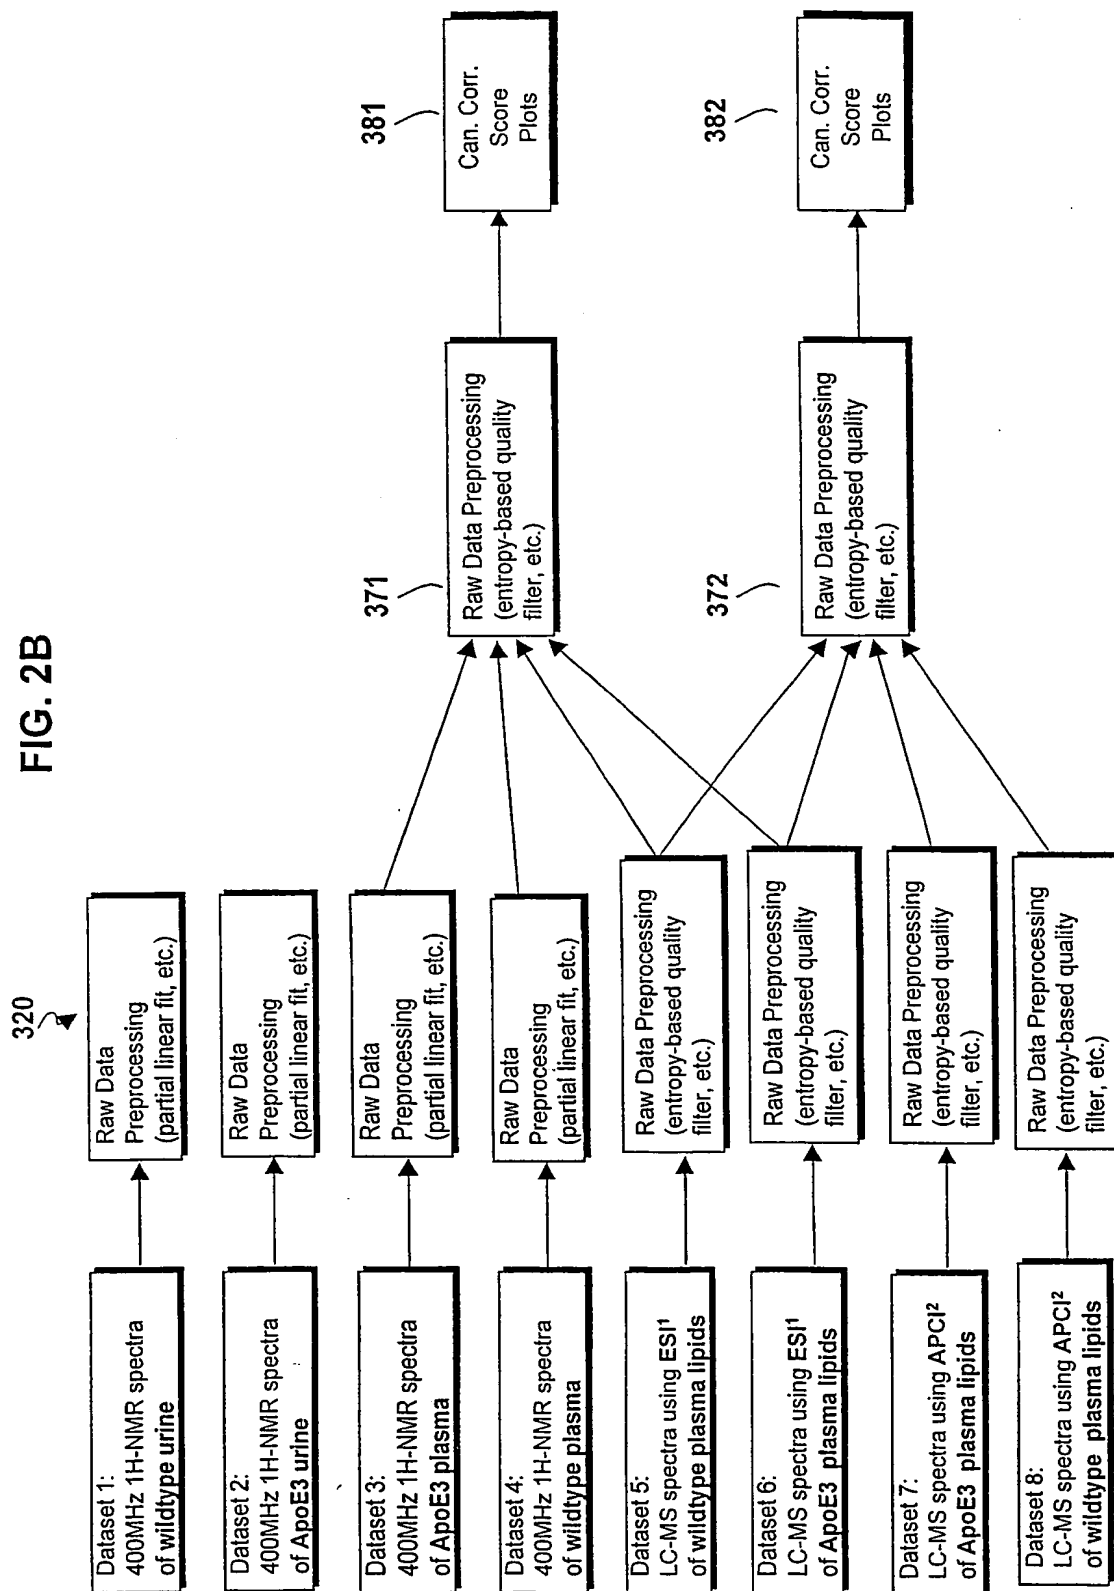 FIG. 2B
320
Dataset 1:
400MHz 1H-NMR spectra
of wildtype urine
Raw Data
Preprocessing
(partial linear fit, etc.)
Dataset 2:
400MHz 1H-NMR spectra
of ApoE3 urine
Raw Data
Preprocessing
(partial linear fit, etc.)
Dataset 3:
400MHz 1H-NMR spectra
of ApoE3 plasma
Raw Data
Preprocessing
(partial linear fit, etc.)
Dataset 4:
400MHz 1H-NMR spectra
of wildtype plasma
Raw Data
Preprocessing
(partial linear fit, etc.)
Dataset 5:
LC-MS spectra using ESI¹
of wildtype plasma lipids
Raw Data Preprocessing
(entropy-based quality
filter, etc.)
Dataset 6:
LC-MS spectra using ESI¹
of ApoE3 plasma lipids
Raw Data Preprocessing
(entropy-based quality
filter, etc.)
Dataset 7:
LC-MS spectra using APCI²
of ApoE3 plasma lipids
Raw Data Preprocessing
(entropy-based quality
filter, etc.)
Dataset 8:
LC-MS spectra using APCI²
of wildtype plasma lipids
Raw Data Preprocessing
(entropy-based quality
filter, etc.)
371
Raw Data Preprocessing
(entropy-based quality
filter, etc.)
381
Can. Corr.
Score
Plots
372
Raw Data Preprocessing
(entropy-based quality
filter, etc.)
382
Can. Corr.
Score
Plots